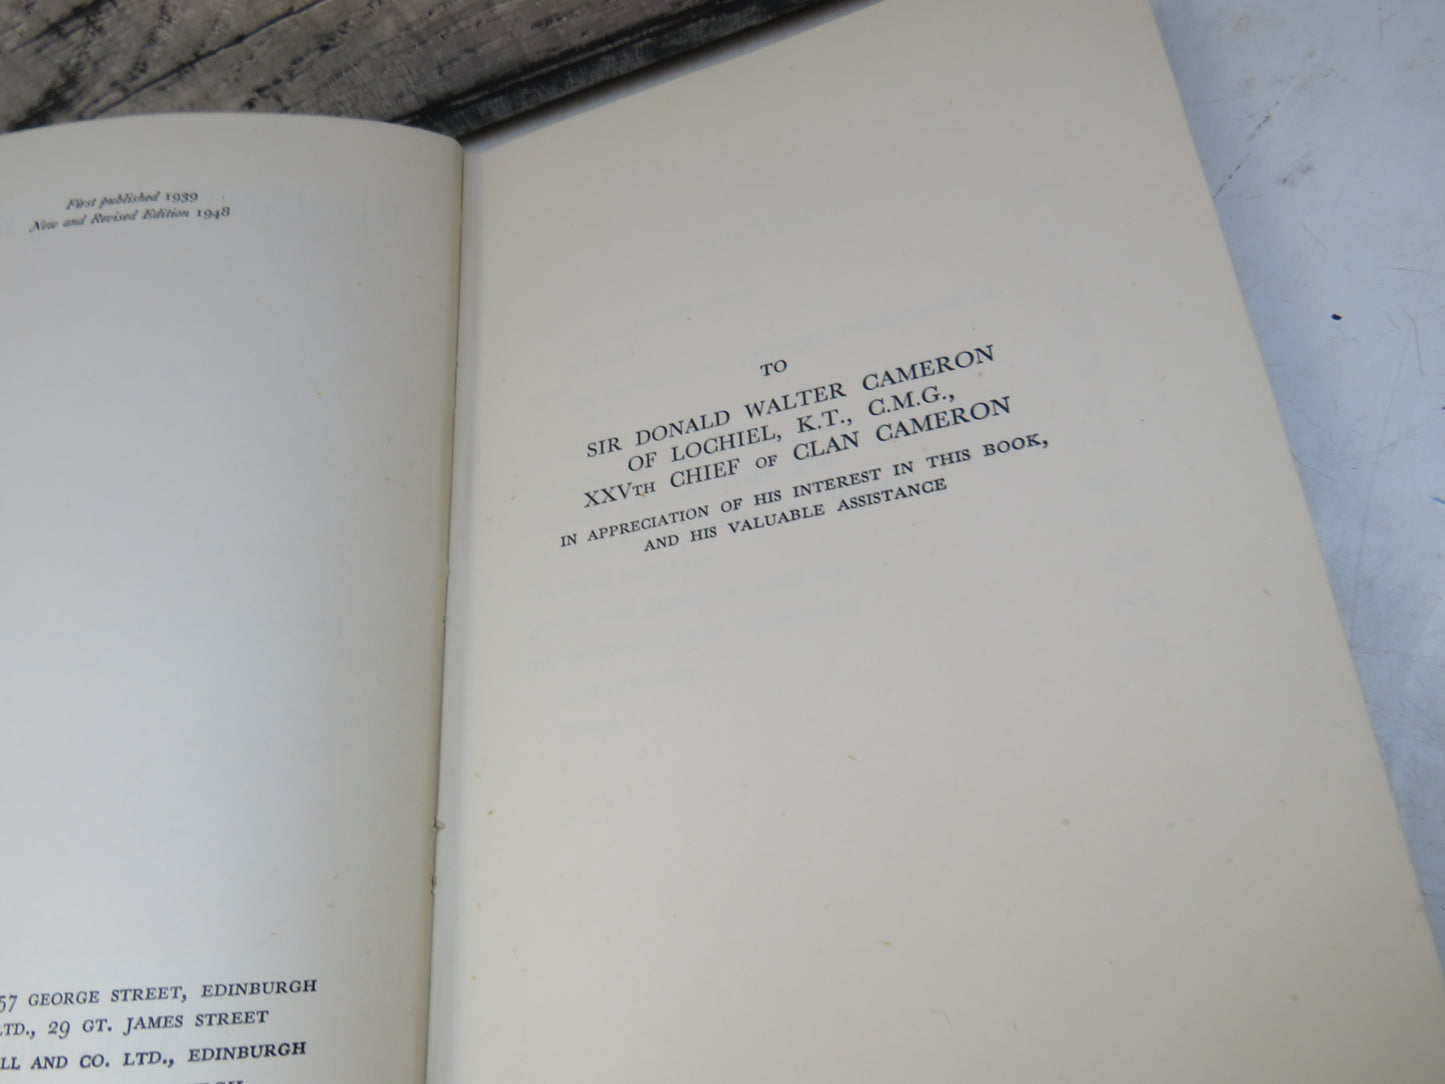 First published 1939
New and Revised Edition 1948
57 GEORGE STREET, EDINBURGH
LTD., 29 GT. JAMES STREET
LL AND CO. LTD., EDINBURGH
TO
SIR DONALD WALTER CAMERON
OF LOCHIEL, K.T., C.M.G.,
XXVTH CHIEF OF CLAN CAMERON
IN APPRECIATION OF HIS INTEREST IN THIS BOOK,
AND HIS VALUABLE ASSISTANCE